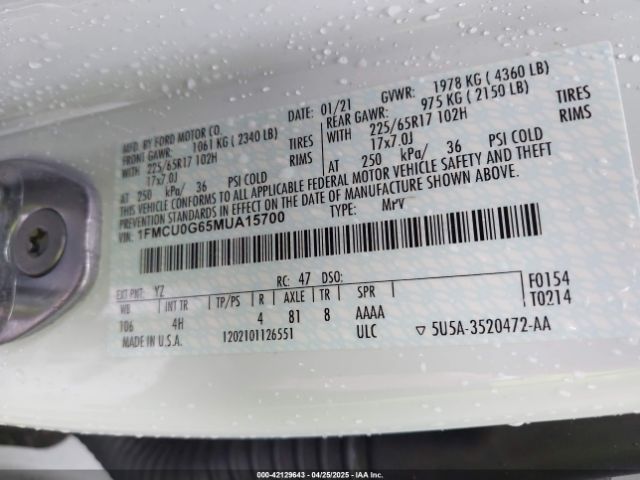 MFD. BY FORD MOTOR CO.
DATE: 01/21
GVWR: 1978 KG ( 4360 LB)
FRONT GAWR: 1061 KG ( 2340 LB)
REAR GAWR: 975 KG ( 2150 LB)
WITH 225/65R17 102H TIRES
WITH 225/65R17 102H TIRES
17x7.0J RIMS
17x7.0J RIMS
AT 250 kPa/ 36 PSI COLD
AT 250 kPa/ 36 PSI COLD
THIS VEHICLE CONFORMS TO ALL APPLICABLE FEDERAL MOTOR VEHICLE SAFETY AND THEFT
PREVENTION STANDARDS IN EFFECT ON THE DATE OF MANUFACTURE SHOWN ABOVE.
VIN: 1FMCU0G65MUA15700
TYPE: MPV
EXT PNT: YZ RC: 47 DSO: F0154
WB INT TR TP/PS R AXLE TR SPR T0214
T06 4H 4 81 8 AAAA
MADE IN U.S.A. 1202101126551 ULC ▽ 5U5A-3520472-AA
000-42129643 - 04/25/2025 - IAA Inc.